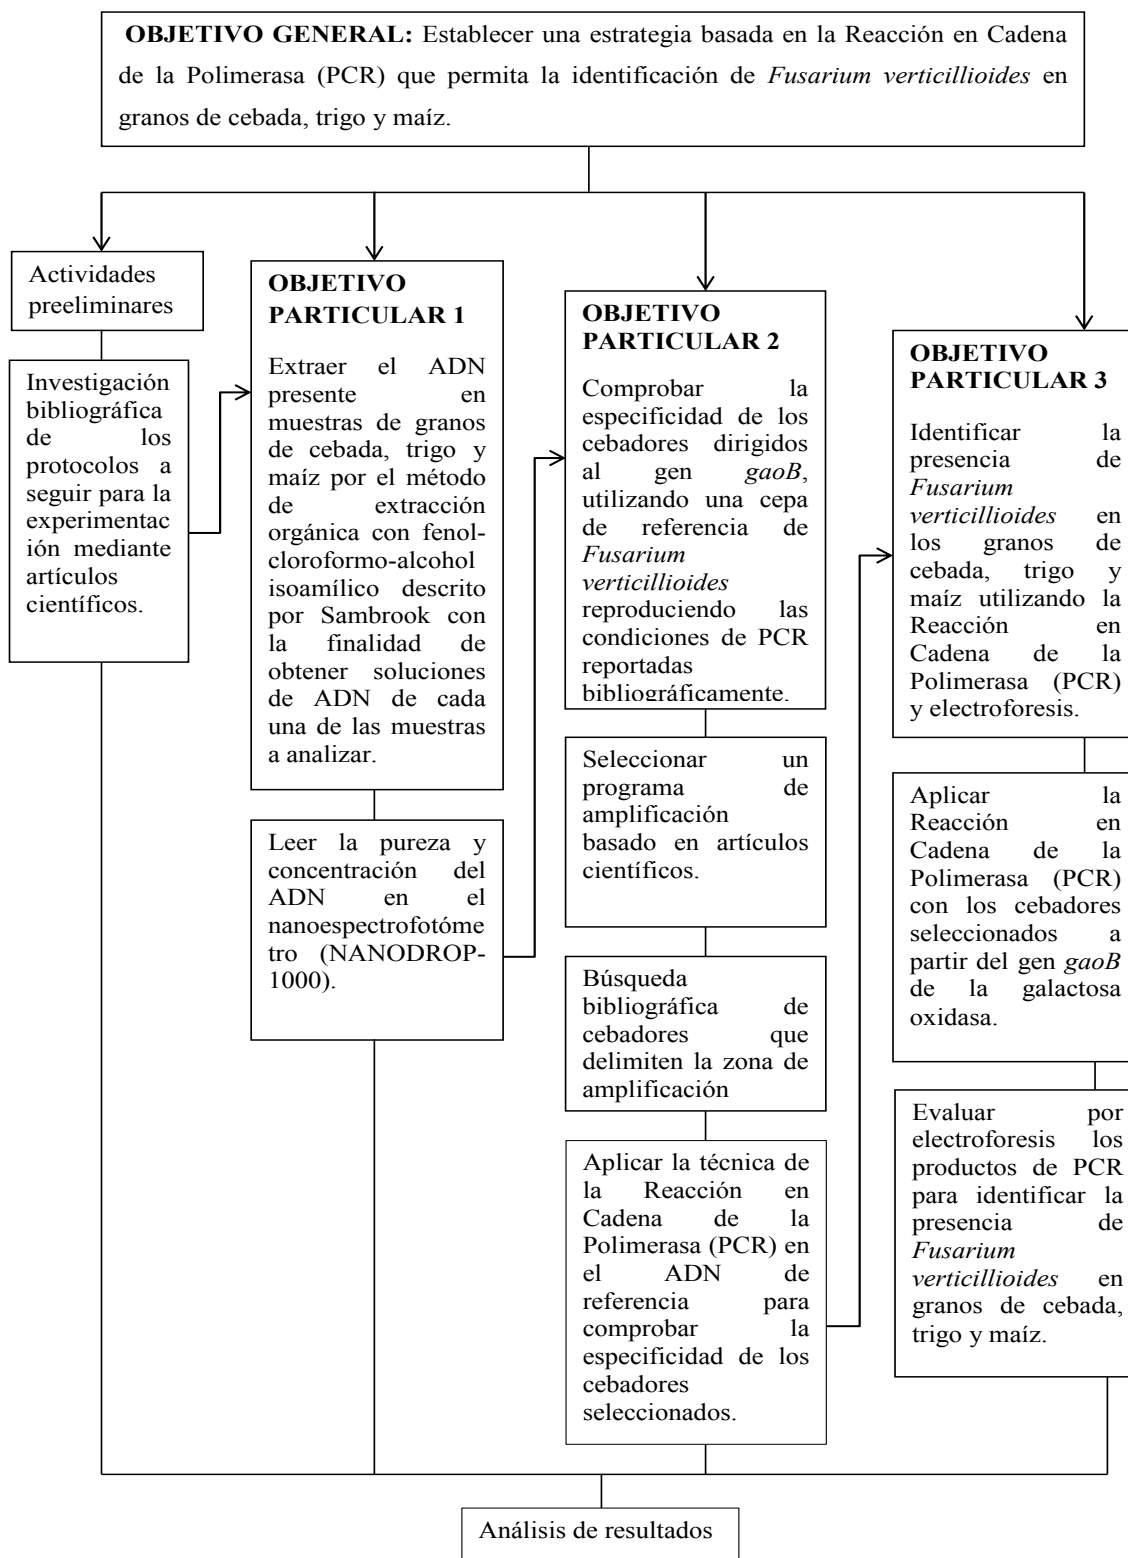 OBJETIVO GENERAL: Establecer una estrategia basada en la Reacción en Cadena
de la Polimerasa (PCR) que permita la identificación de Fusarium verticillioides en
granos de cebada, trigo y maíz.
Actividades
preeliminares
Investigación
bibliográfica
de los
protocolos a
seguir para la
experimentac
ión mediante
artículos
científicos.
OBJETIVO
PARTICULAR 1
Extraer el ADN
presente en
muestras de granos
de cebada, trigo y
maíz por el método
de extracción
orgánica con fenol-
cloroformo-alcohol
isoamílico descrito
por Sambrook con
la finalidad de
obtener soluciones
de ADN de cada
una de las muestras
a analizar.
Leer la pureza y
concentración del
ADN en el
nanoespectrofotóme
tro (NANODROP-
1000).
OBJETIVO
PARTICULAR 2
Comprobar la
especificidad de los
cebadores dirigidos
al gen gaoB,
utilizando una cepa
de referencia de
Fusarium
verticillioides
reproduciendo las
condiciones de PCR
reportadas
bibliográficamente.
Seleccionar un
programa de
amplificación
basado en artículos
científicos.
Búsqueda
bibliográfica de
cebadores que
delimiten la zona de
amplificación
Aplicar la técnica de
la Reacción en
Cadena de la
Polimerasa (PCR) en
el ADN de
referencia para
comprobar la
especificidad de los
cebadores
seleccionados.
OBJETIVO
PARTICULAR 3
Identificar la
presencia de
Fusarium
verticillioides en
los granos de
cebada, trigo y
maíz utilizando la
Reacción en
Cadena de la
Polimerasa (PCR)
y electroforesis.
Aplicar la
Reacción en
Cadena de la
Polimerasa (PCR)
con los cebadores
seleccionados a
partir del gen gaoB
de la galactosa
oxidasa.
Evaluar por
electroforesis los
productos de PCR
para identificar la
presencia de
Fusarium
verticillioides en
granos de cebada,
trigo y maíz.
Análisis de resultados